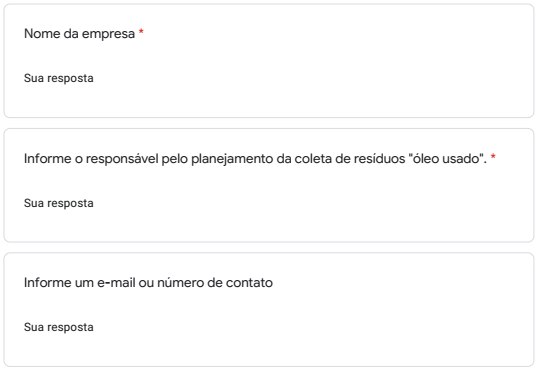 Nome da empresa *
Sua resposta
Informe o responsável pelo planejamento da coleta de resíduos "óleo usado". *
Sua resposta
Informe um e-mail ou número de contato
Sua resposta